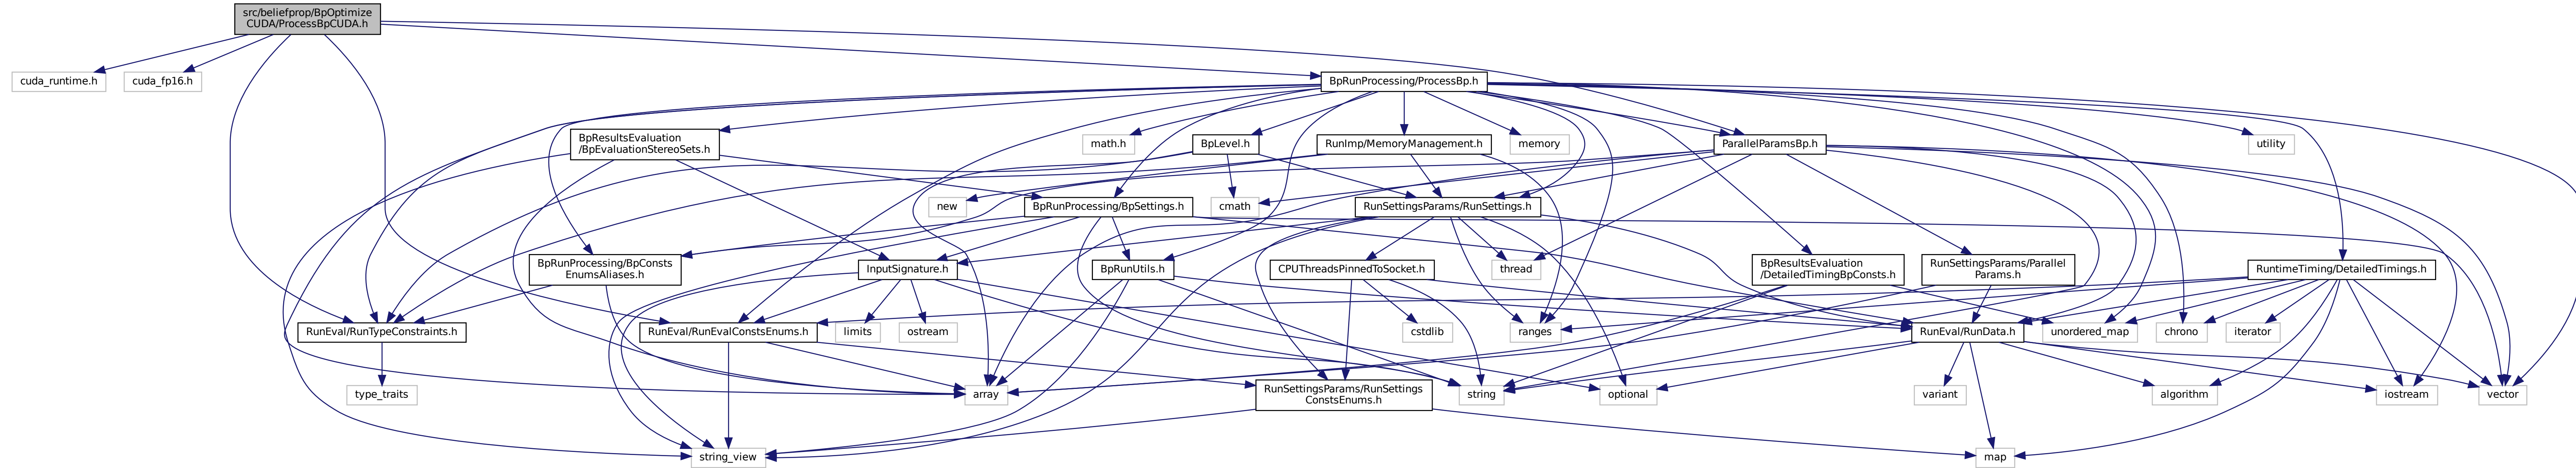 src/beliefprop/BpOptimize
CUDA/ProcessBpCUDA.h
cuda_runtime.h
cuda_fp16.h
BpRunProcessing/ProcessBp.h
BpResultsEvaluation
/BpEvaluationStereoSets.h
math.h
BpLevel.h
RunImp/MemoryManagement.h
memory
ParallelParamsBp.h
utility
new
BpRunProcessing/BpSettings.h
cmath
RunSettingsParams/RunSettings.h
BpRunProcessing/BpConsts
EnumsAliases.h
InputSignature.h
BpRunUtils.h
CPUThreadsPinnedToSocket.h
thread
BpResultsEvaluation
/DetailedTimingBpConsts.h
RunSettingsParams/Parallel
Params.h
RuntimeTiming/DetailedTimings.h
RunEval/RunTypeConstraints.h
RunEval/RunEvalConstsEnums.h
limits
ostream
cstdlib
ranges
RunEval/RunData.h
unordered_map
chrono
iterator
type_traits
array
RunSettingsParams/RunSettings
ConstsEnums.h
string
optional
variant
algorithm
iostream
vector
string_view
map